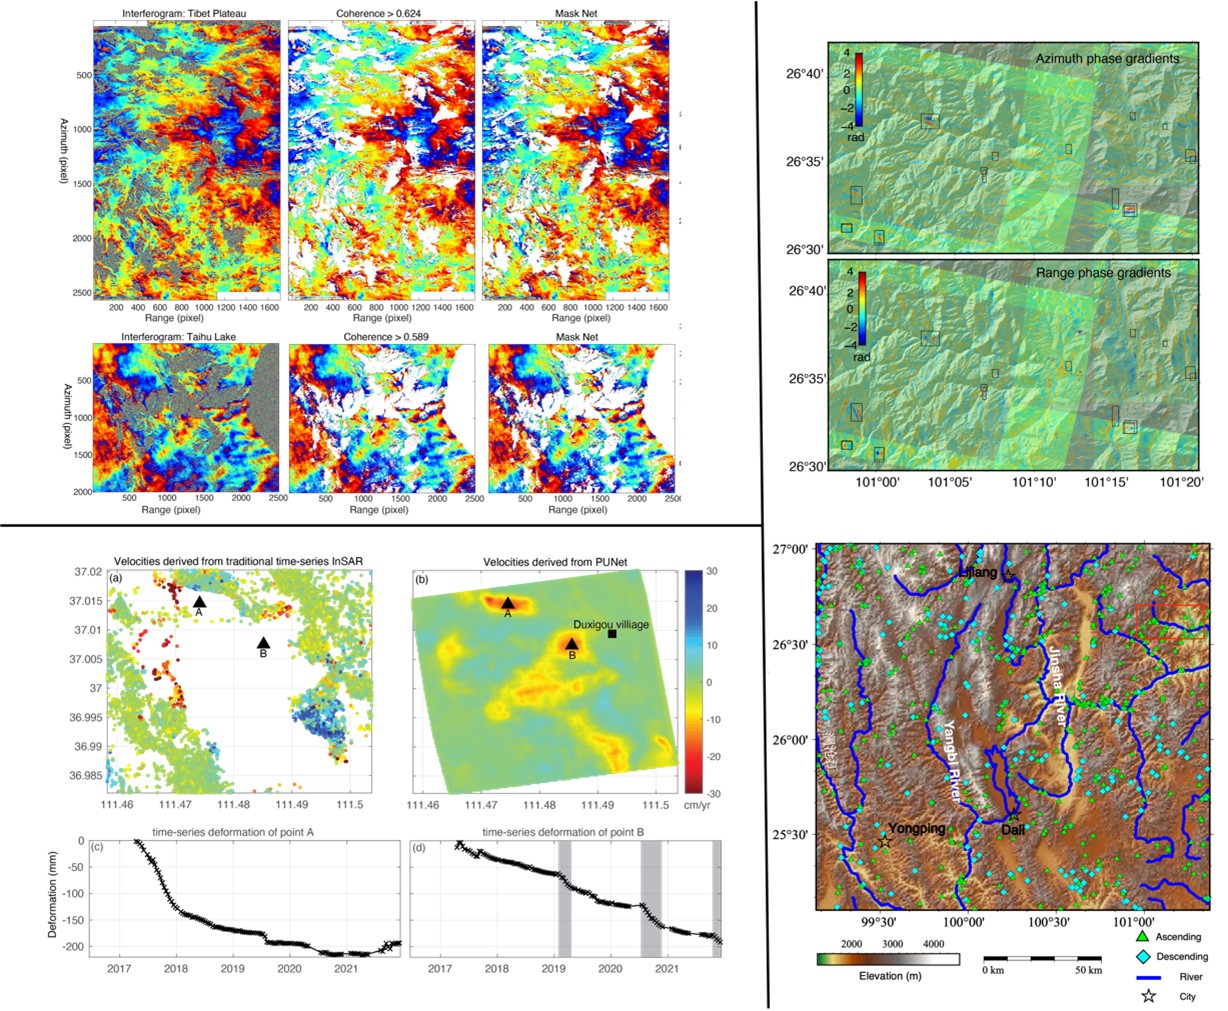 Interferogram: Tibet Plateau
Coherence > 0.624
Mask Net
Azimuth (pixel)
500
1000
1500
2000
2500
200 400 600 800 1000 1200 1400 1600
200 400 600 800 1000 1200 1400 1600
200 400 600 800 1000 1200 1400 1600
Range (pixel)
Range (pixel)
Range (pixel)
Interferogram: Taihu Lake
Coherence > 0.589
Mask Net
Azimuth (pixel)
500
1000
1500
2000
500 1000 1500 2000 2500
500 1000 1500 2000 2500
500 1000 1500 2000 2500
Range (pixel)
Range (pixel)
Range (pixel)
Azimuth phase gradients
4
2
0
−2
−4
rad
26°40'
26°35'
26°30'
Range phase gradients
4
2
0
−2
−4
rad
26°40'
26°35'
26°30'
101°00' 101°05' 101°10' 101°15' 101°20'
Velocities derived from traditional time-series InSAR
(a)
37.02
37.015
37.01
37.005
37
36.995
36.99
36.985
A
B
111.46 111.47 111.48 111.49 111.5
Velocities derived from PUNet
(b)
A
Duxigou villiage
B
111.46 111.47 111.48 111.49 111.5
30
20
10
0
-10
-20
-30
cm/yr
time-series deformation of point A
(c)
Deformation (mm)
0
-50
-100
-150
-200
2017 2018 2019 2020 2021
time-series deformation of point B
(d)
2017 2018 2019 2020 2021
27°00'
26°30'
26°00'
25°30'
Lijiang
Jinsha River
Yangbi River
Yongping
Dali
99°30' 100°00' 100°30' 101°00'
2000 3000 4000
Elevation (m)
0 km 50 km
Ascending
Descending
River
City